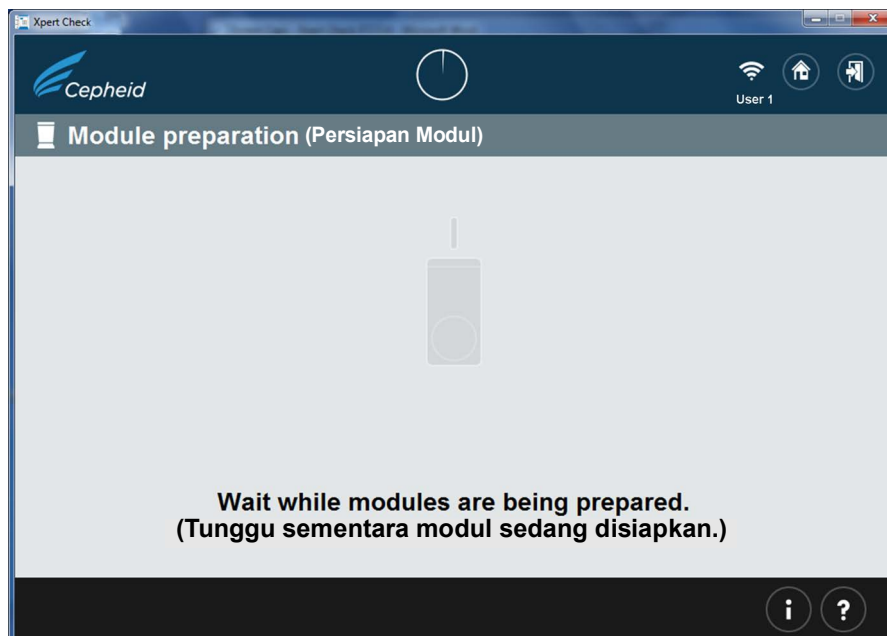 Xpert Check
Cepheid
User 1
Module preparation (Persiapan Modul)
Wait while modules are being prepared.
(Tunggu sementara modul sedang disiapkan.)
i ?